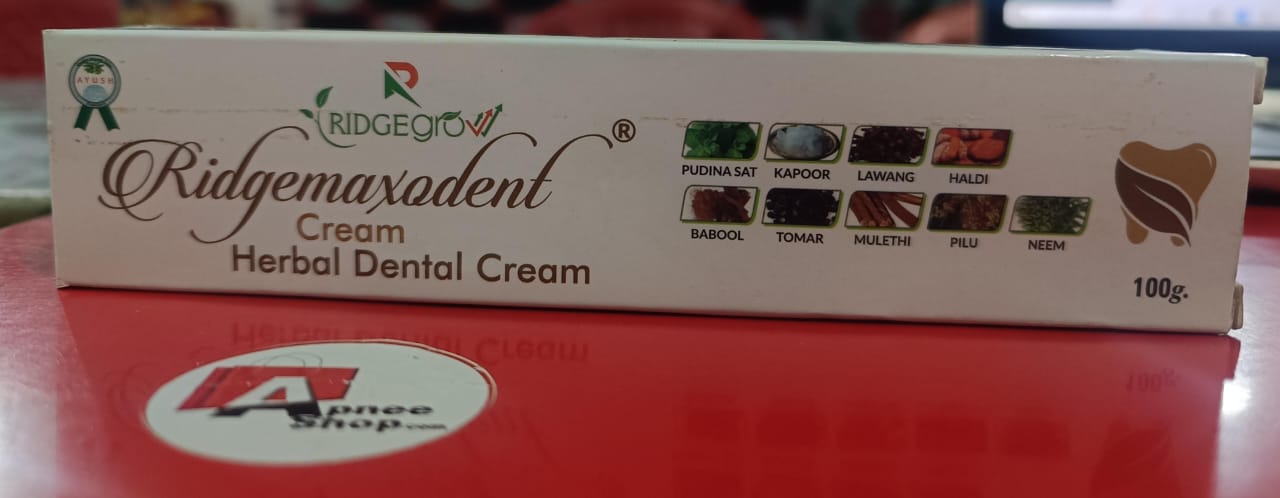 AYUSH
RIDGEgrow
Ridgemaxodent®
Cream
Herbal Dental Cream
PUDINA SAT KAPOOR LAWANG HALDI
BABOOL TOMAR MULETHI PILU NEEM
100g.
Apnee
Shop.com